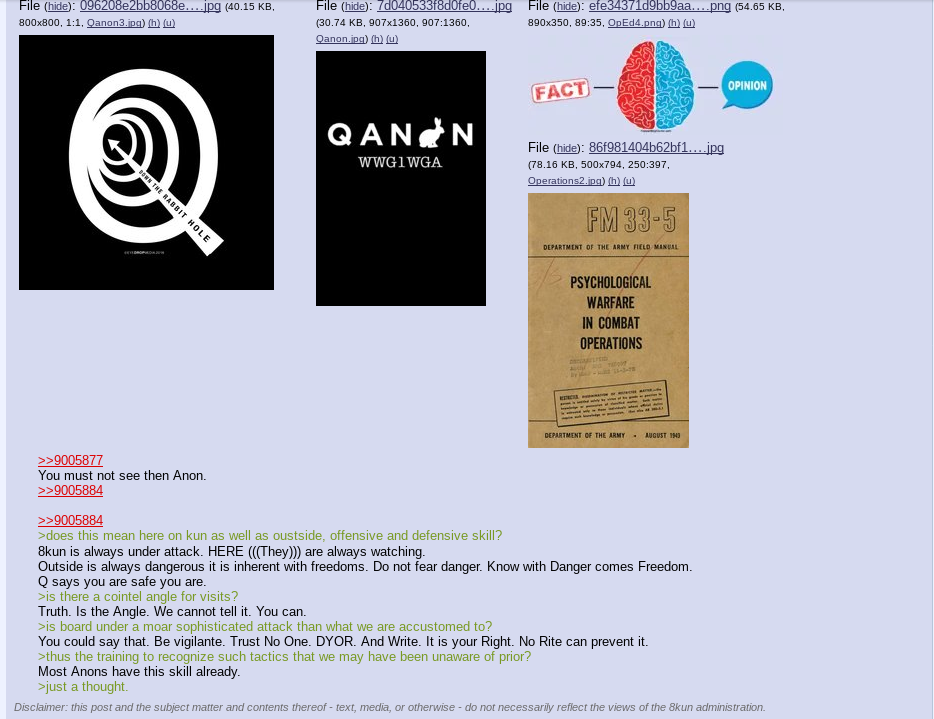 File (hide): 096208e2bb8068e….jpg (40.15 KB,
800x800, 1:1, Qanon3.jpg) (h) (u)
DOWN THE RABBIT HOLE
File (hide): 7d040533f8d0fe0….jpg
(30.74 KB, 907x1360, 907:1360,
Qanon.jpg) (h) (u)
QANON
WWG1WGA
File (hide): efe34371d9bb9aa….png (54.65 KB,
890x350, 89:35, OpEd4.png) (h) (u)
FACT
OPINION
File (hide): 86f981404b62bf1….jpg
(78.16 KB, 500x794, 250:397,
Operations2.jpg) (h) (u)
FM 33-5
DEPARTMENT OF THE ARMY FIELD MANUAL
PSYCHOLOGICAL
WARFARE
IN COMBAT
OPERATIONS
DEPARTMENT OF THE ARMY • AUGUST 1949
>>9005877
You must not see then Anon.
>>9005884
>>9005884
>does this mean here on kun as well as oustside, offensive and defensive skill?
8kun is always under attack. HERE (((They))) are always watching.
Outside is always dangerous it is inherent with freedoms. Do not fear danger. Know with Danger comes Freedom.
Q says you are safe you are.
>is there a cointel angle for visits?
Truth. Is the Angle. We cannot tell it. You can.
>is board under a moar sophisticated attack than what we are accustomed to?
You could say that. Be vigilante. Trust No One. DYOR. And Write. It is your Right. No Rite can prevent it.
>thus the training to recognize such tactics that we may have been unaware of prior?
Most Anons have this skill already.
>just a thought.
Disclaimer: this post and the subject matter and contents thereof - text, media, or otherwise - do not necessarily reflect the views of the 8kun administration.